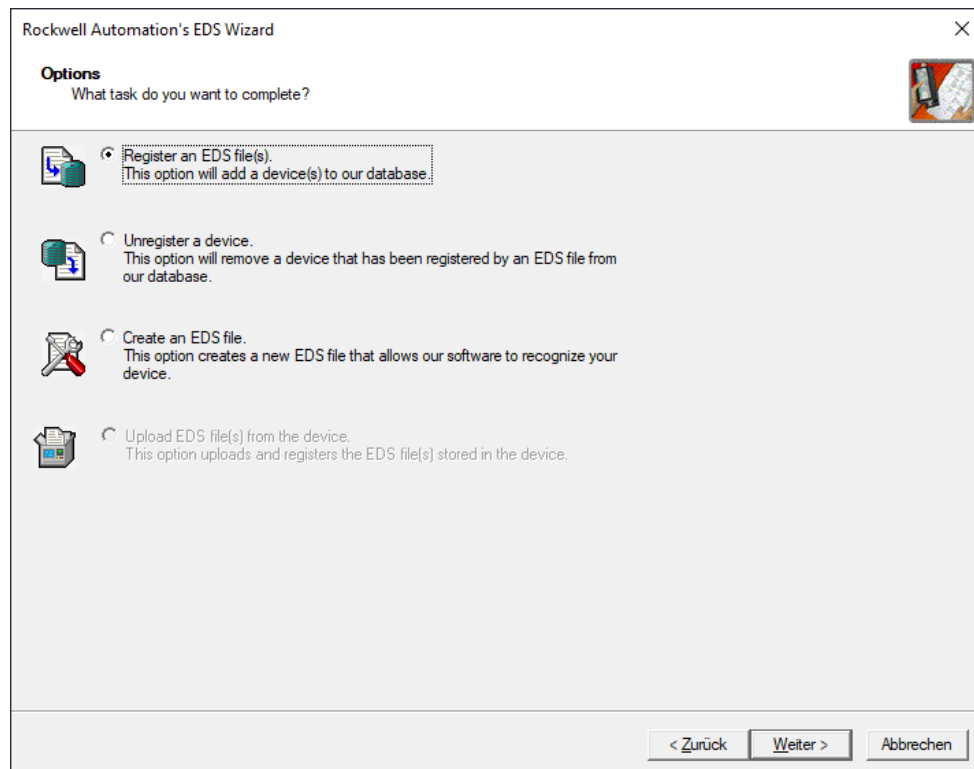 Rockwell Automation's EDS Wizard
Options
What task do you want to complete?
Register an EDS file(s).
This option will add a device(s) to our database.
Unregister a device.
This option will remove a device that has been registered by an EDS file from
our database.
Create an EDS file.
This option creates a new EDS file that allows our software to recognize your
device.
Upload EDS file(s) from the device.
This option uploads and registers the EDS file(s) stored in the device.
< Zurück Weiter > Abbrechen